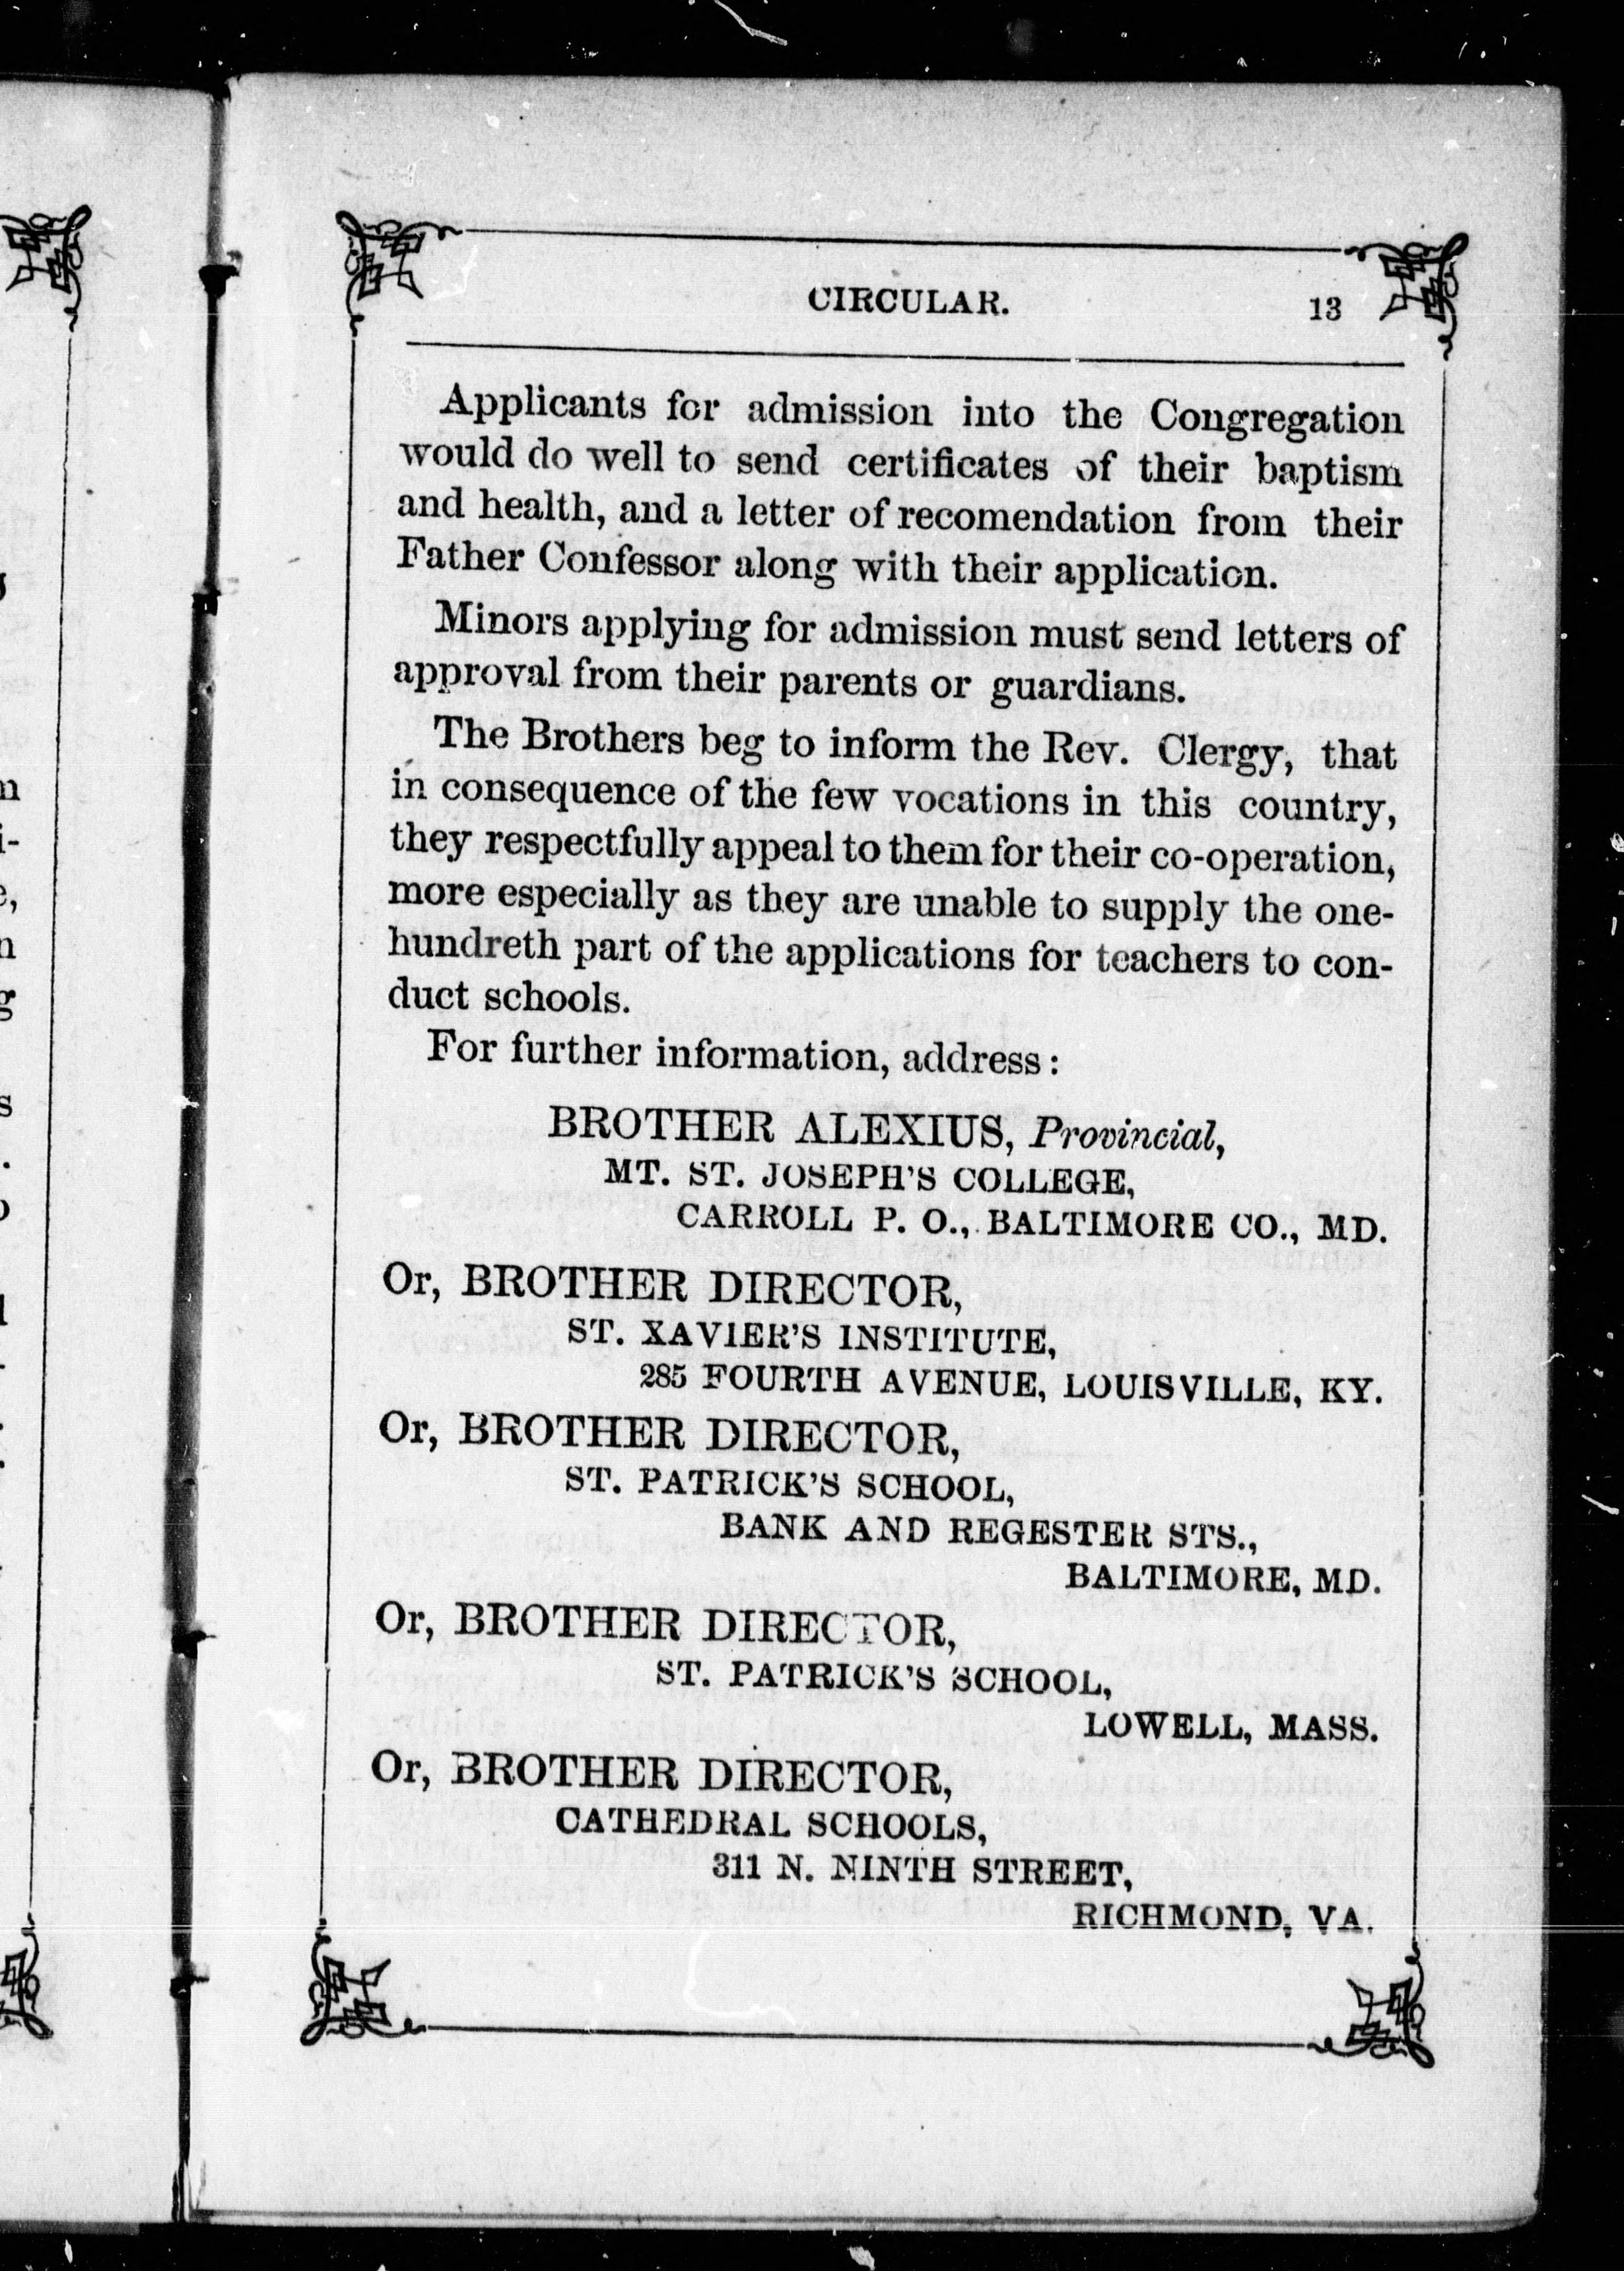 CIRCULAR. 13
Applicants for admission into the Congregation
would do well to send certificates of their baptism
and health, and a letter of recomendation from their
Father Confessor along with their application.
Minors applying for admission must send letters of
approval from their parents or guardians.
The Brothers beg to inform the Rev. Clergy, that
in consequence of the few vocations in this country,
they respectfully appeal to them for their co-operation,
more especially as they are unable to supply the one-
hundreth part of the applications for teachers to con-
duct schools.
For further information, address:
BROTHER ALEXIUS, Provincial,
MT. ST. JOSEPH'S COLLEGE,
CARROLL P. O., BALTIMORE CO., MD.
Or, BROTHER DIRECTOR,
ST. XAVIER'S INSTITUTE,
285 FOURTH AVENUE, LOUISVILLE, KY.
Or, BROTHER DIRECTOR,
ST. PATRICK'S SCHOOL,
BANK AND REGESTER STS.,
BALTIMORE, MD.
Or, BROTHER DIRECTOR,
ST. PATRICK'S SCHOOL,
LOWELL, MASS.
Or, BROTHER DIRECTOR,
CATHEDRAL SCHOOLS,
311 N. NINTH STREET,
RICHMOND, VA.